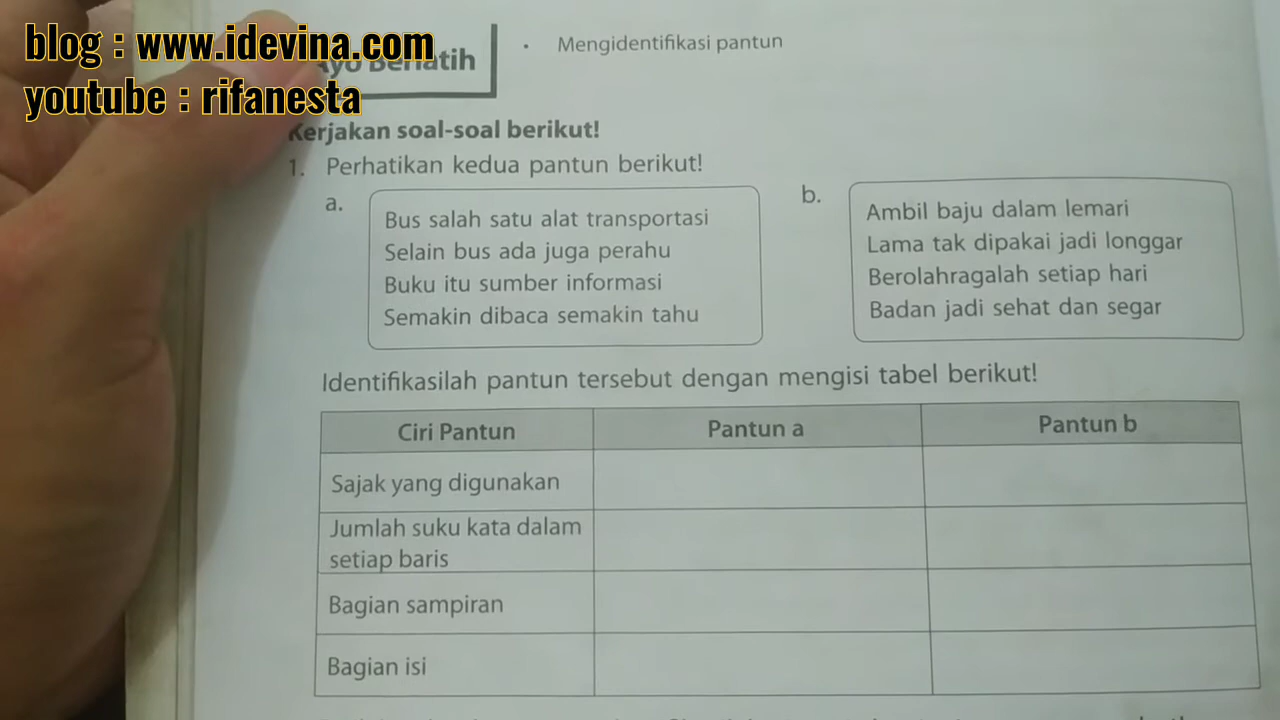 blog : www.idevina.com
youtube : rifanesta
Ayo Berlatih
• Mengidentifikasi pantun
Kerjakan soal-soal berikut!
1. Perhatikan kedua pantun berikut!
a.
Bus salah satu alat transportasi
Selain bus ada juga perahu
Buku itu sumber informasi
Semakin dibaca semakin tahu
b.
Ambil baju dalam lemari
Lama tak dipakai jadi longgar
Berolahragalah setiap hari
Badan jadi sehat dan segar
Identifikasilah pantun tersebut dengan mengisi tabel berikut!
Ciri Pantun Pantun a Pantun b
Sajak yang digunakan
Jumlah suku kata dalam
setiap baris
Bagian sampiran
Bagian isi